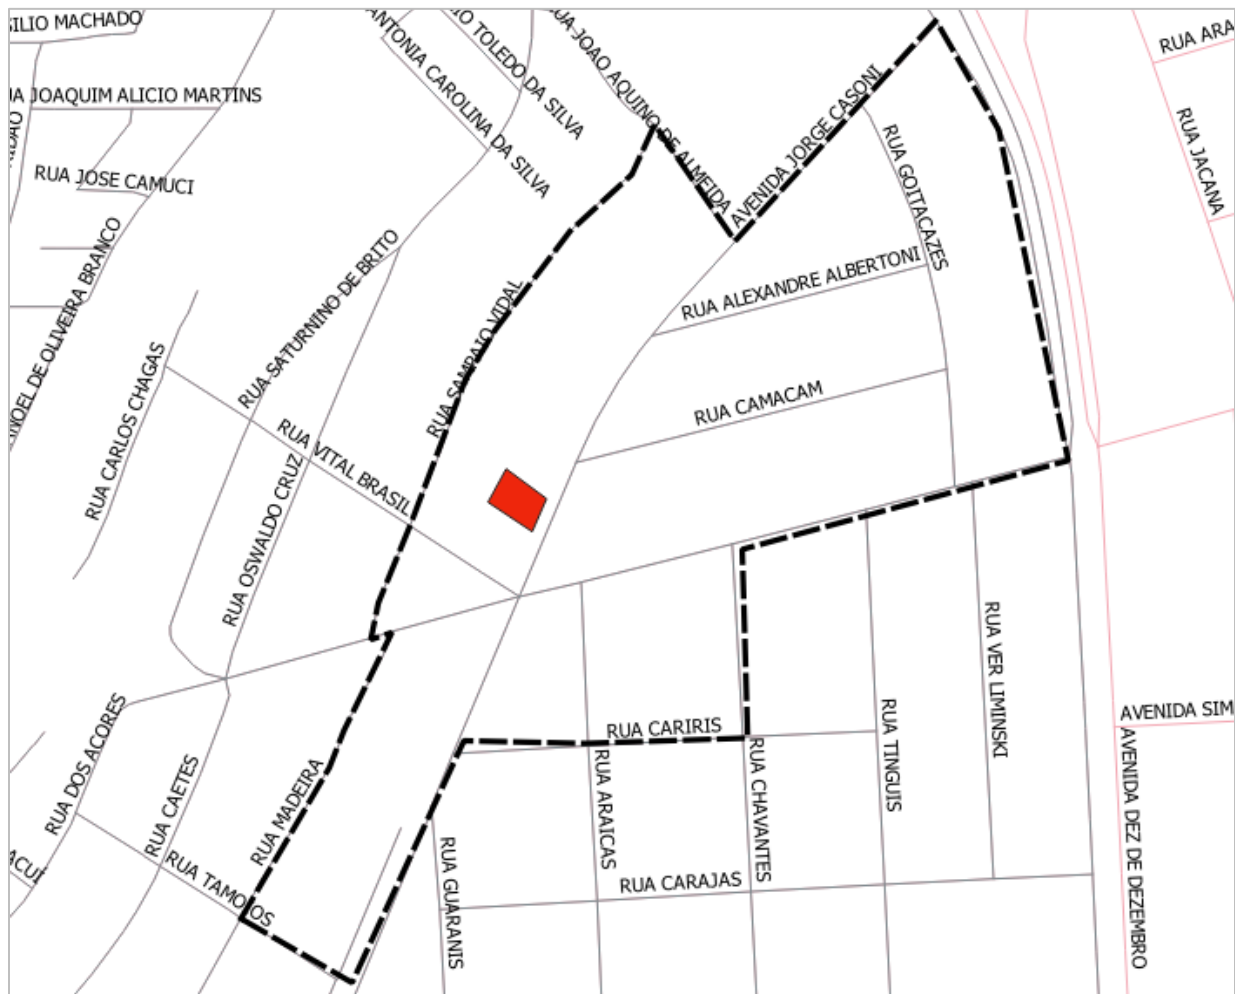 ILIO MACHADO
ANTONIA CAROLINA DA SILVA
IO TOLEDO DA SILVA
RUA JOAO AQUINO DE ALMEIDA
AVENIDA JORGE CASONI
RUA ARA
RUA JOAQUIM ALICIO MARTINS
RUA JACANA
RUA GOITACAZES
RUA JOSE CAMUCI
NOEL DE OLIVEIRA BRANCO
RUA SATURNINO DE BRITO
RUA ALEXANDRE ALBERTONI
RUA SAMPAIO VIDAL
RUA CARLOS CHAGAS
RUA CAMACAM
RUA VITAL BRASIL
RUA OSWALDO CRUZ
RUA VER LIMINSKI
RUA DOS ACORES
RUA CARIRIS
RUA TINGUIS
AVENIDA SIM
AVENIDA DEZ DE DEZEMBRO
RUA CAETES
RUA MADEIRA
RUA ARAICAS
RUA CHAVANTES
RUA GUARANIS
ACUI
RUA TAMOIOS
RUA CARAJAS